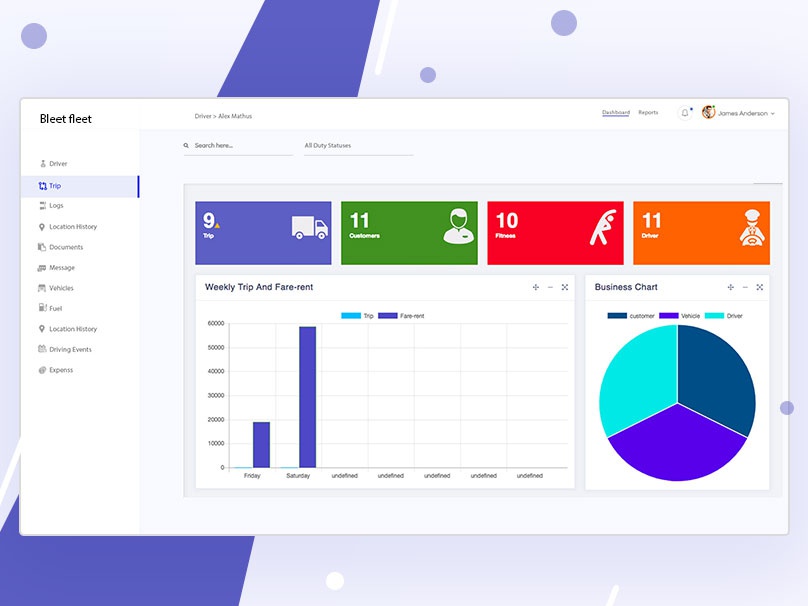 Bleet fleet
Driver > Alex Mathus
Dashboard Reports James Anderson
Search here... All Duty Statuses
Driver
Trip
Logs
Location History
Documents
Message
Vehicles
Fuel
Location History
Driving Events
Expenss
9 Trip
11 Customers
10 Fitness
11 Driver
Weekly Trip And Fare-rent
Trip Fare-rent
60000
50000
40000
30000
20000
10000
0
Friday Saturday undefined undefined undefined undefined undefined
Business Chart
customer Vehicle Driver